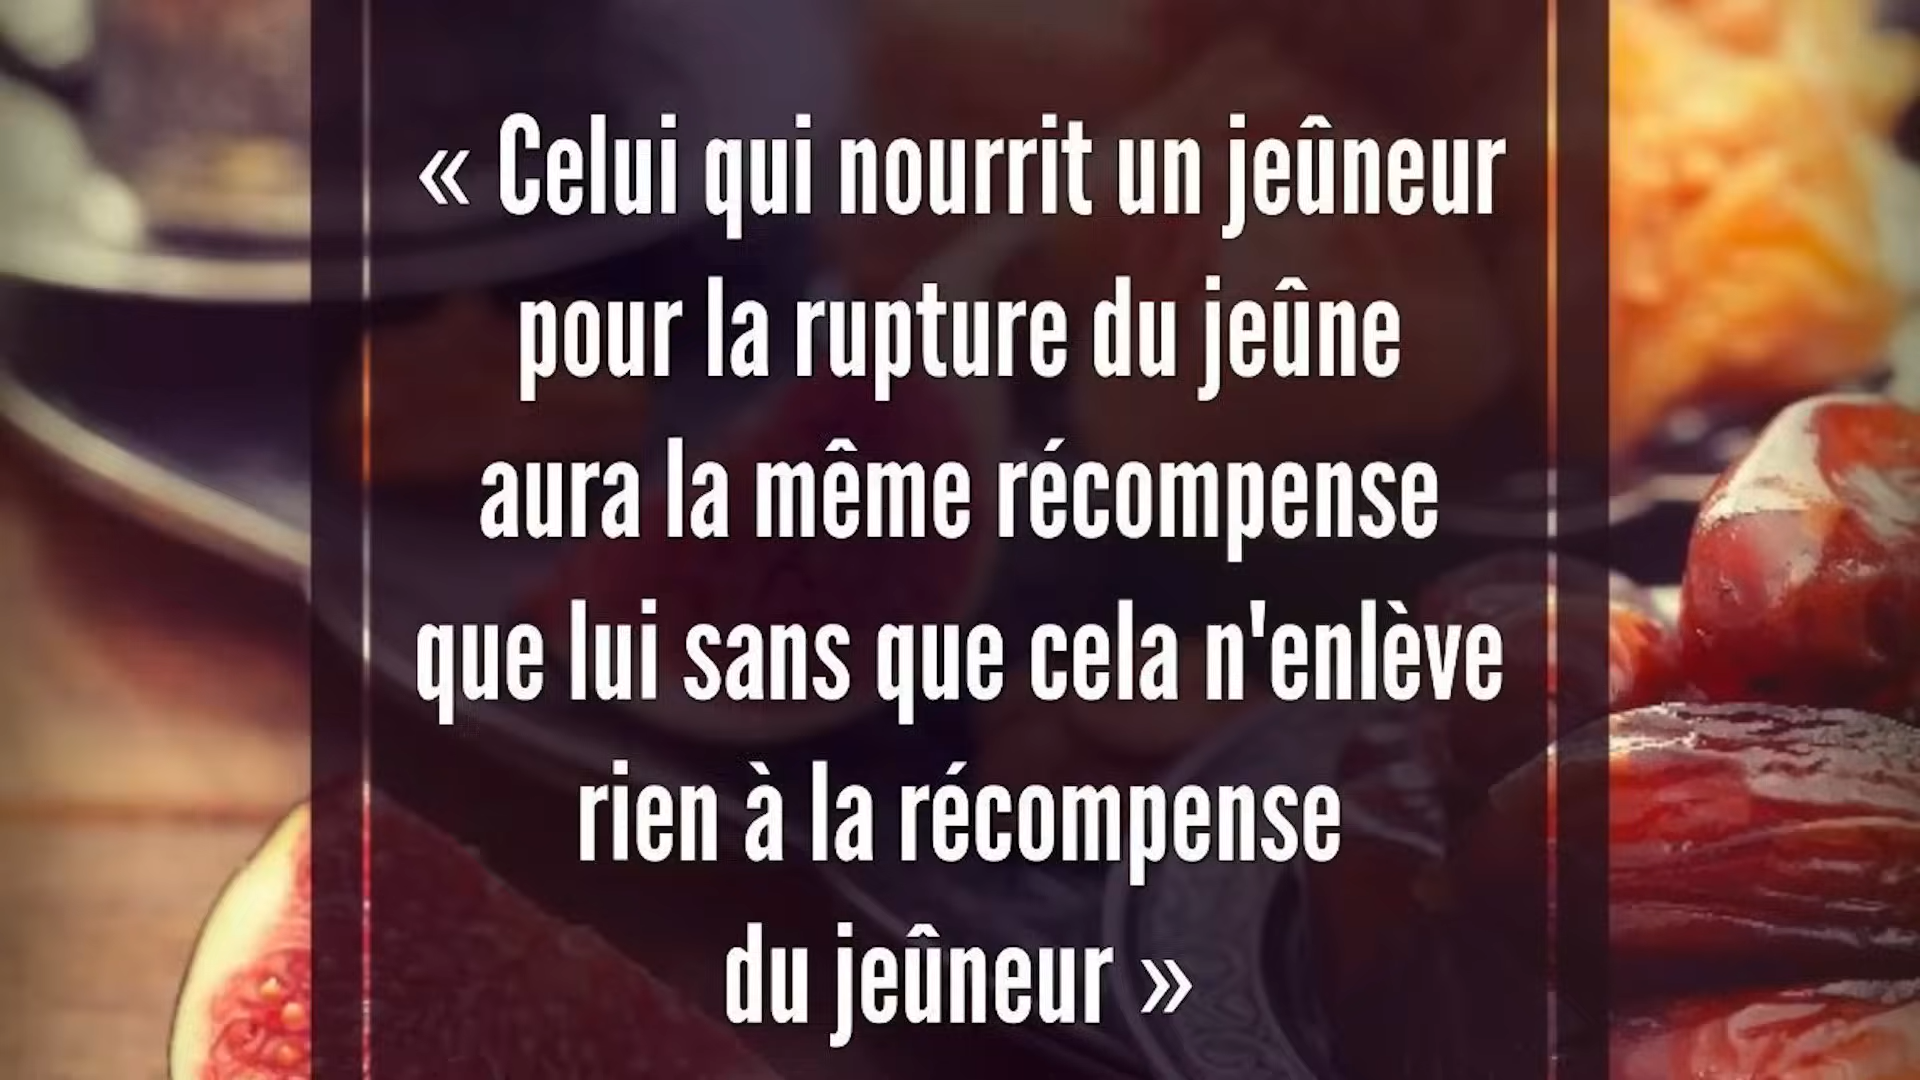 « Celui qui nourrit un jeûneur
pour la rupture du jeûne
aura la même récompense
que lui sans que cela n'enlève
rien à la récompense
du jeûneur »